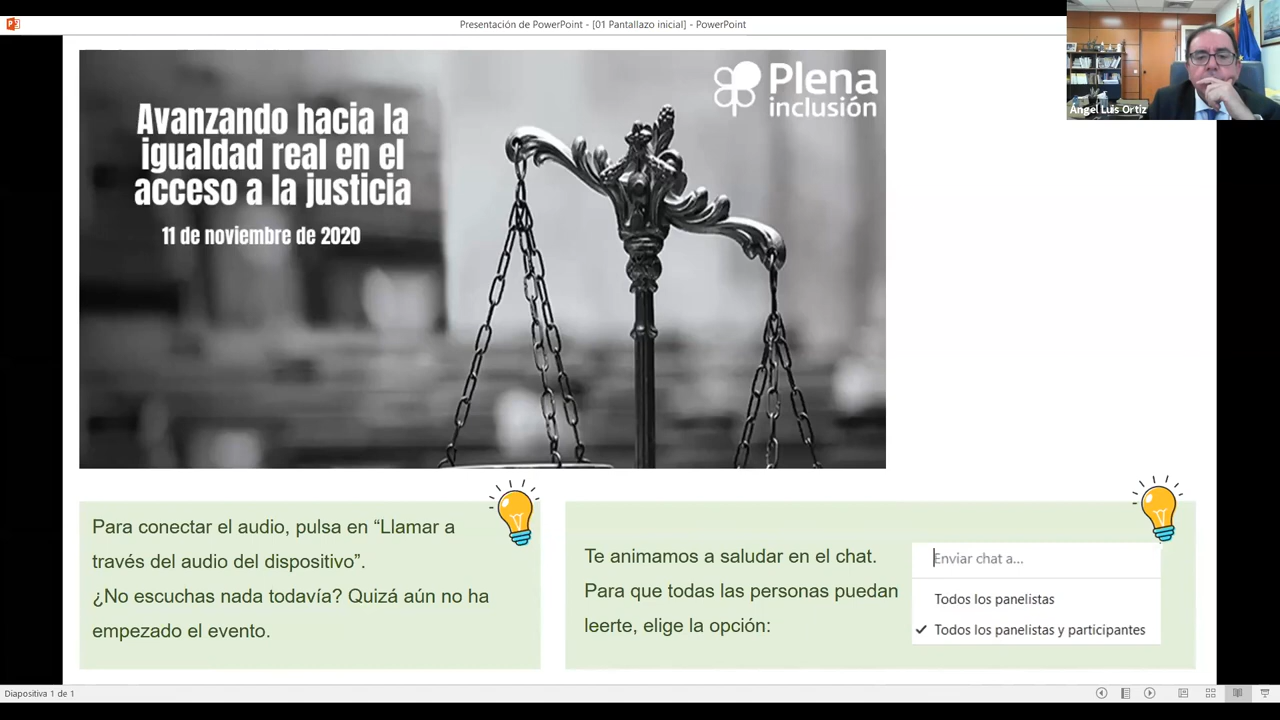 Presentación de PowerPoint - [01 Pantallazo inicial] - PowerPoint
Ángel Luis Ortiz
Plena
inclusión
Avanzando hacia la
igualdad real en el
acceso a la justicia
11 de noviembre de 2020
Para conectar el audio, pulsa en “Llamar a
través del audio del dispositivo”.
¿No escuchas nada todavía? Quizá aún no ha
empezado el evento.
Te animamos a saludar en el chat.
Para que todas las personas puedan
leerte, elige la opción:
Enviar chat a...
Todos los panelistas
Todos los panelistas y participantes
Diapositiva 1 de 1